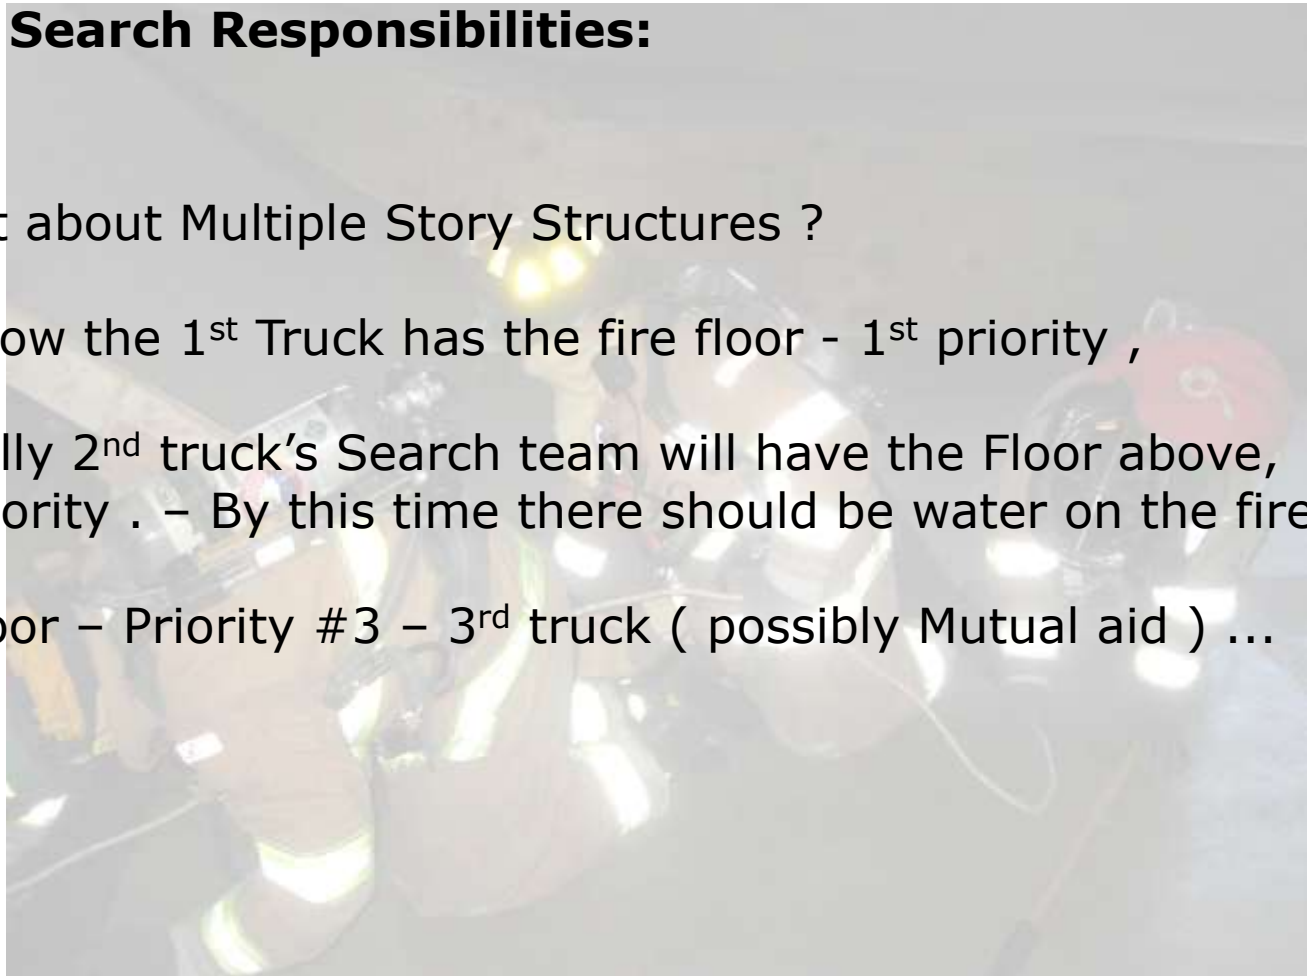 Search Responsibilities:
t about Multiple Story Structures ?
ow the 1st Truck has the fire floor - 1st priority ,
lly 2nd truck’s Search team will have the Floor above,
ority . – By this time there should be water on the fire
oor – Priority #3 – 3rd truck ( possibly Mutual aid ) ...